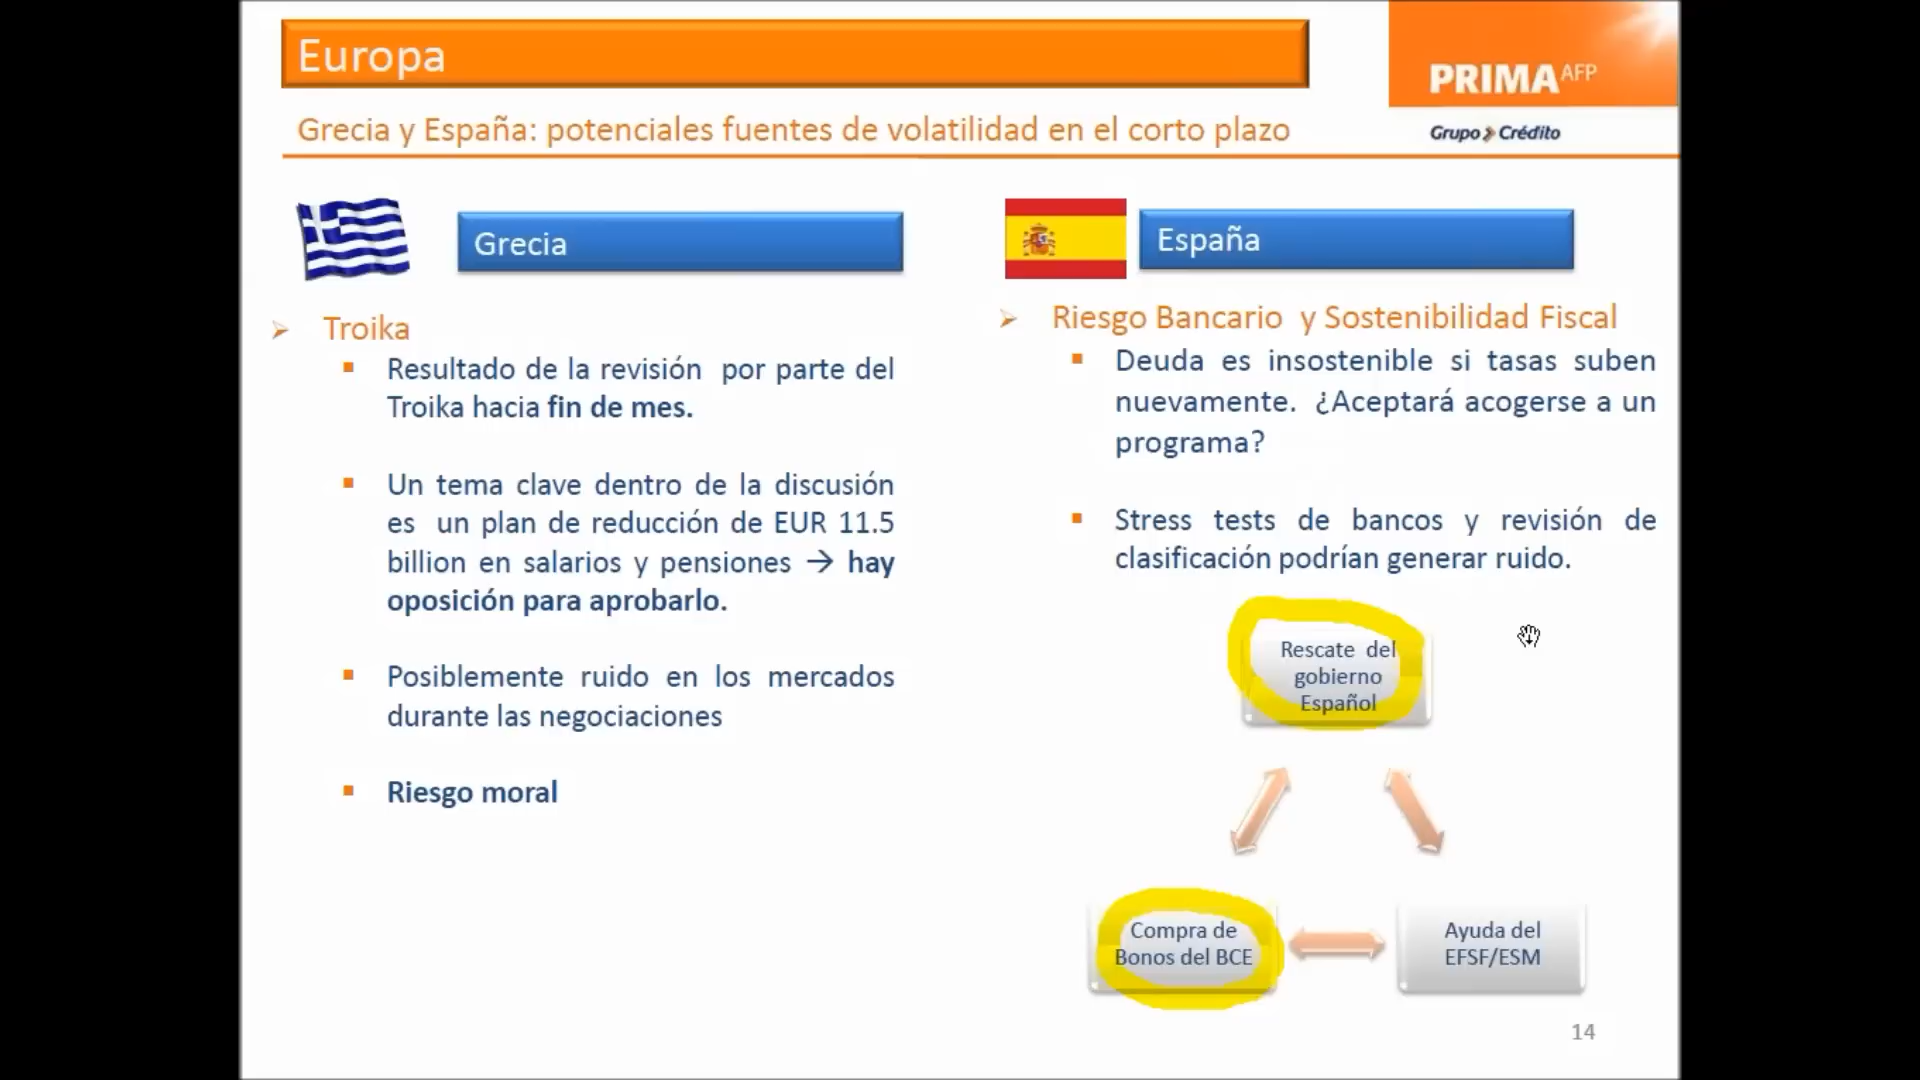 Europa
PRIMA AFP
Grupo Crédito
Grecia y España: potenciales fuentes de volatilidad en el corto plazo
Grecia
Troika
Resultado de la revisión por parte del
Troika hacia fin de mes.
Un tema clave dentro de la discusión
es un plan de reducción de EUR 11.5
billion en salarios y pensiones → hay
oposición para aprobarlo.
Posiblemente ruido en los mercados
durante las negociaciones
Riesgo moral
España
Riesgo Bancario y Sostenibilidad Fiscal
Deuda es insostenible si tasas suben
nuevamente. ¿Aceptará acogerse a un
programa?
Stress tests de bancos y revisión de
clasificación podrían generar ruido.
Rescate del
gobierno
Español
Compra de
Bonos del BCE
Ayuda del
EFSF/ESM
14